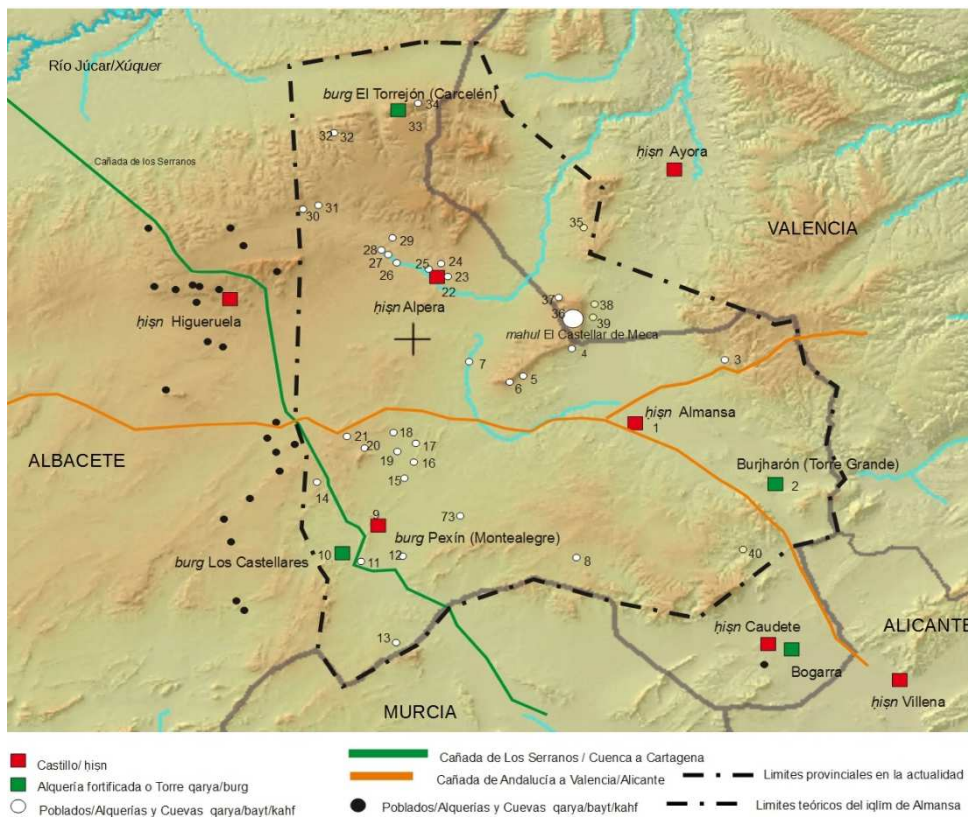 Río Júcar/Xúquer
burg El Torrejón (Carcelén)
34
33
32
32
Cañada de los Serranos
ḥiṣn Ayora
30
31
35
VALENCIA
29
28
27
26
25
24
23
22
ḥiṣn Alpera
ḥiṣn Higueruela
37
36
38
39
mahul El Castellar de Meca
4
7
3
5
6
ḥiṣn Almansa
1
21
20
18
17
19
16
15
ALBACETE
14
Burjharón (Torre Grande)
2
9
73
burg Pexín (Montealegre)
10
burg Los Castellares
11
12
8
40
13
ḥiṣn Caudete
ALICANTE
Bogarra
ḥiṣn Villena
MURCIA
Castillo/ ḥiṣn
Alquería fortificada o Torre qarya/burg
Poblados/Alquerías y Cuevas qarya/bayt/kahf
Cañada de Los Serranos / Cuenca a Cartagena
Cañada de Andalucía a Valencia/Alicante
Poblados/Alquerías y Cuevas qarya/bayt/kahf
Limites provinciales en la actualidad
Limites teóricos del iqlim de Almansa